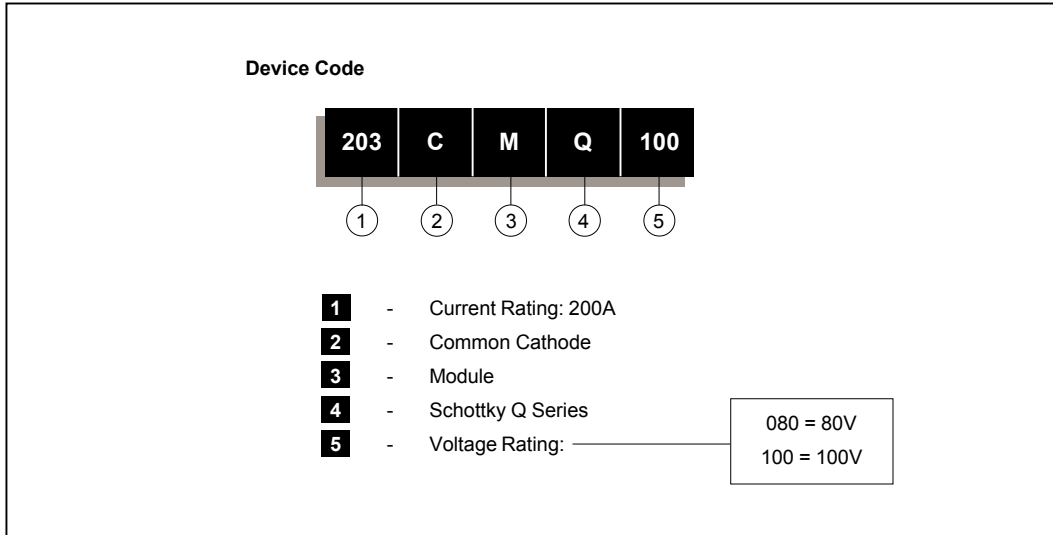 Device Code
203 C M Q 100
1 2 3 4 5
1 - Current Rating: 200A
2 - Common Cathode
3 - Module
4 - Schottky Q Series
5 - Voltage Rating:
080 = 80V
100 = 100V